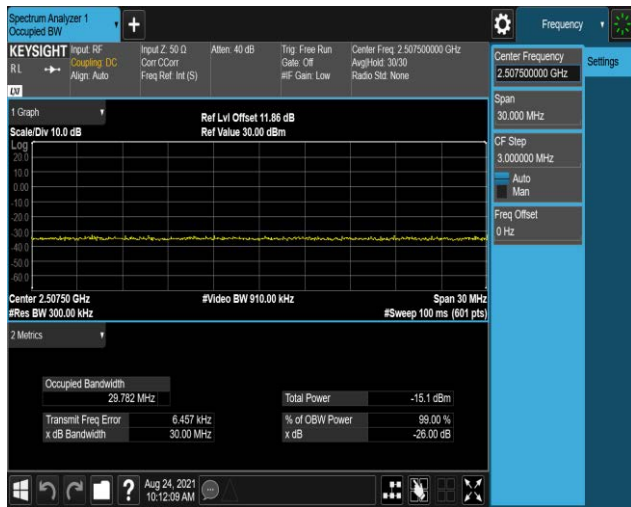 Spectrum Analyzer 1
Occupied BW
+
Frequency
KEYSIGHT
RL
LXI
Input: RF
Coupling: DC
Align: Auto
Input Z: 50 Ω
Corr CCorr
Freq Ref: Int (S)
Atten: 40 dB
Trig: Free Run
Gate: Off
#IF Gain: Low
Center Freq: 2.507500000 GHz
Avg|Hold: 30/30
Radio Std: None
Center Frequency
2.507500000 GHz
Settings
Span
30.000 MHz
CF Step
3.000000 MHz
Auto
Man
Freq Offset
0 Hz
1 Graph
Scale/Div 10.0 dB
Ref Lvl Offset 11.86 dB
Ref Value 30.00 dBm
Log
20.0
10.0
0.00
-10.0
-20.0
-30.0
-40.0
-50.0
-60.0
Center 2.50750 GHz
#Video BW 910.00 kHz
Span 30 MHz
#Res BW 300.00 kHz
#Sweep 100 ms (601 pts)
2 Metrics
Occupied Bandwidth
29.782 MHz
Total Power -15.1 dBm
Transmit Freq Error 6.457 kHz
% of OBW Power 99.00 %
x dB Bandwidth 30.00 MHz
x dB -26.00 dB
?
Aug 24, 2021
10:12:09 AM